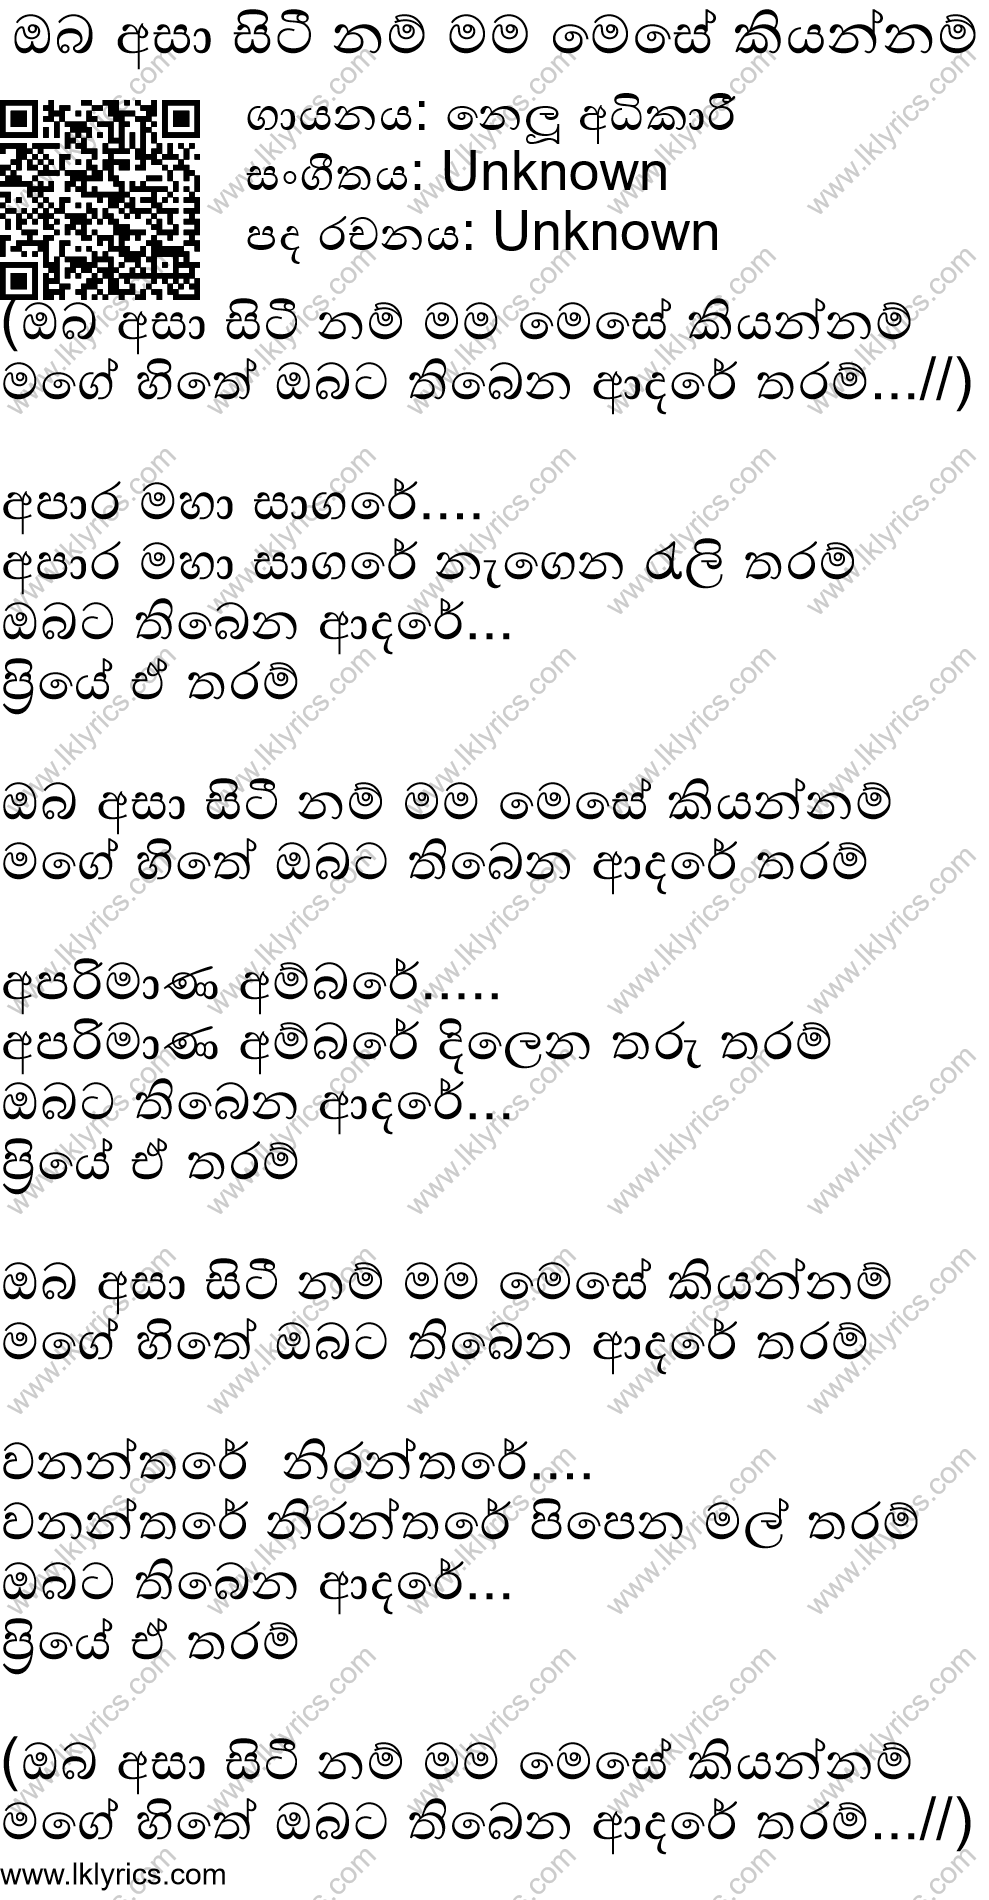 ඔබ අසා සිටී නම් මම මෙසේ කියන්නම්
ගායනය: නෙලූ අධිකාරී
සංගීතය: Unknown
පද රචනය: Unknown
(ඔබ අසා සිටී නම් මම මෙසේ කියන්නම්
මගේ හිතේ ඔබට තිබෙන ආදරේ තරම්...//)
අපාර මහා සාගරේ....
අපාර මහා සාගරේ නැගෙන රැලි තරම්
ඔබට තිබෙන ආදරේ...
ප්‍රියේ ඒ තරම්
ඔබ අසා සිටී නම් මම මෙසේ කියන්නම්
මගේ හිතේ ඔබට තිබෙන ආදරේ තරම්
අපරිමාණ අම්බරේ.....
අපරිමාණ අම්බරේ දිලෙන තරු තරම්
ඔබට තිබෙන ආදරේ...
ප්‍රියේ ඒ තරම්
ඔබ අසා සිටී නම් මම මෙසේ කියන්නම්
මගේ හිතේ ඔබට තිබෙන ආදරේ තරම්
වනන්තරේ  නිරන්තරේ....
වනන්තරේ නිරන්තරේ පිපෙන මල් තරම්
ඔබට තිබෙන ආදරේ...
ප්‍රියේ ඒ තරම්
(ඔබ අසා සිටී නම් මම මෙසේ කියන්නම්
මගේ හිතේ ඔබට තිබෙන ආදරේ තරම්...//)
www.lklyrics.com